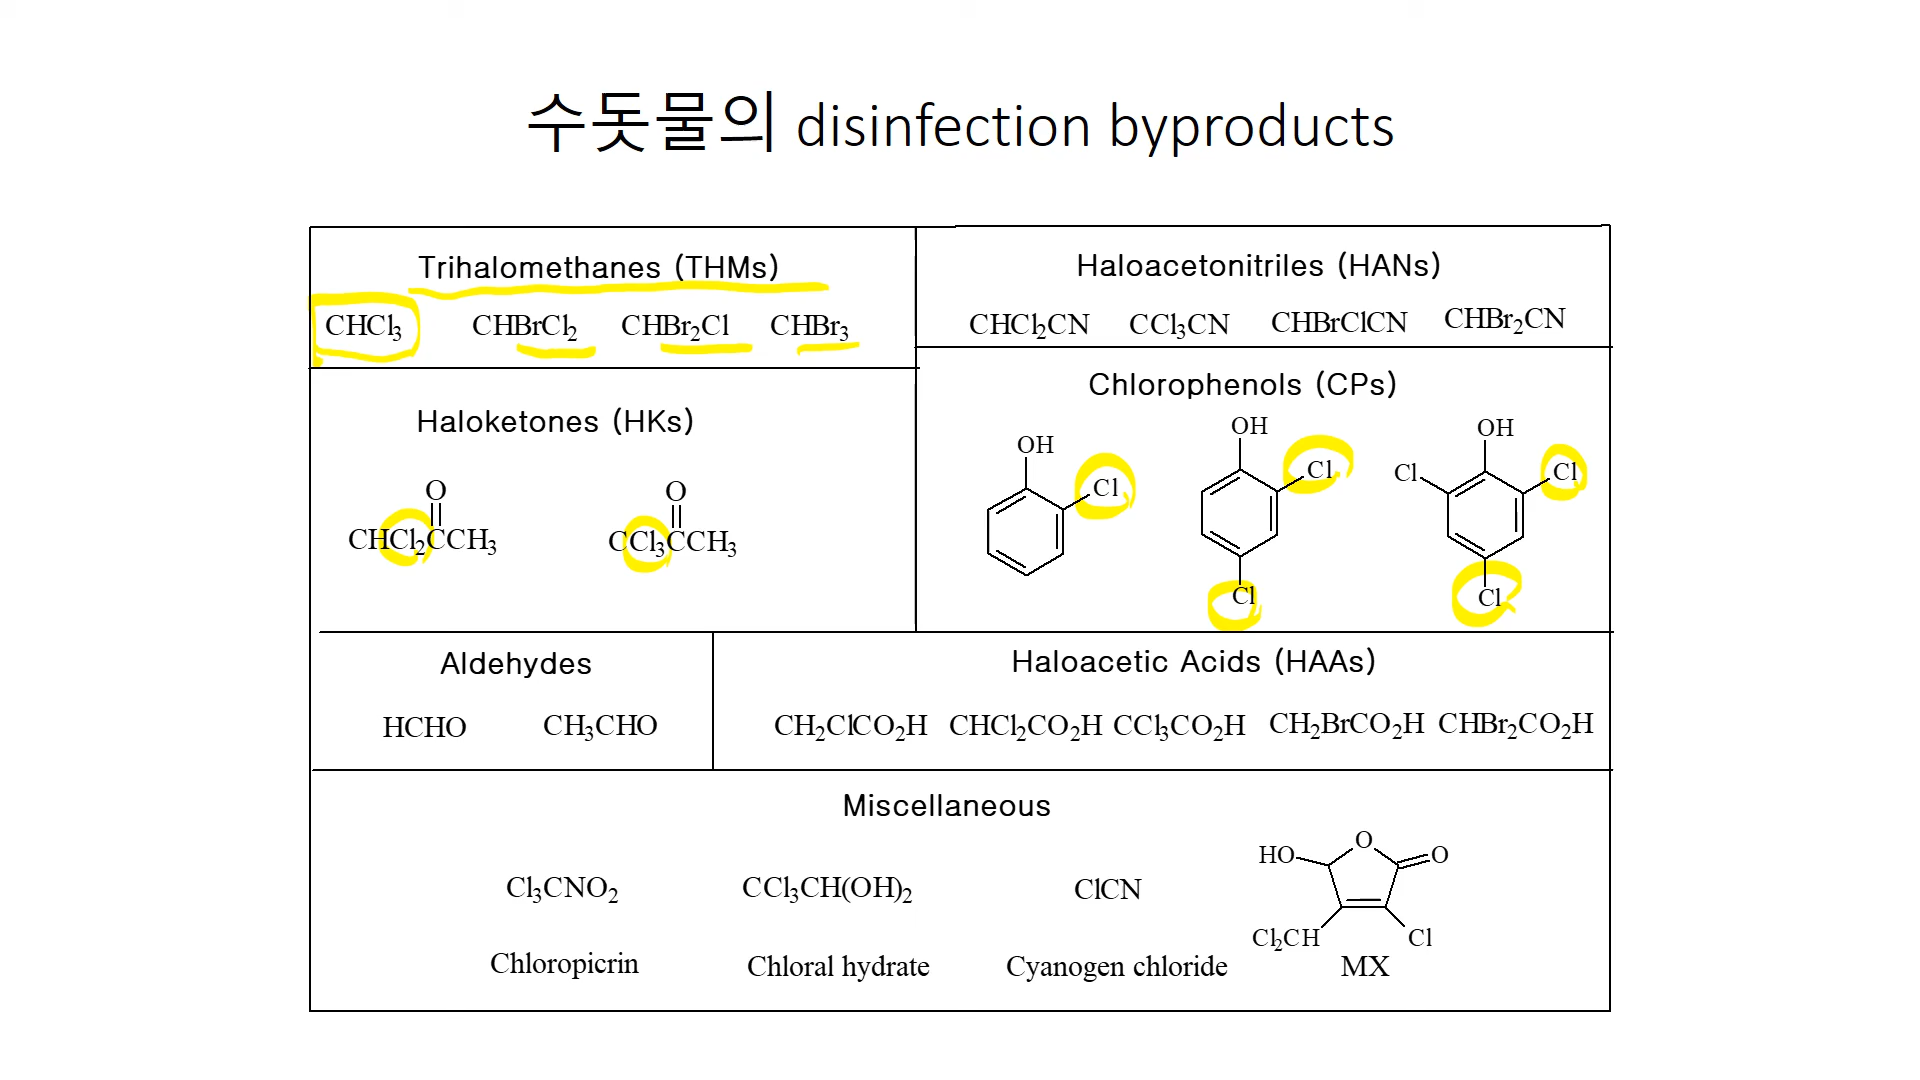 수돗물의 disinfection byproducts
Trihalomethanes (THMs)
CHCl3 CHBrCl2 CHBr2Cl CHBr3
Haloacetonitriles (HANs)
CHCl2CN CCl3CN CHBrClCN CHBr2CN
Haloketones (HKs)
O
CHCl2CCH3
O
CCl3CCH3
Chlorophenols (CPs)
OH
Cl
OH
Cl
Cl
OH
Cl
Cl
Cl
Aldehydes
HCHO CH3CHO
Haloacetic Acids (HAAs)
CH2ClCO2H CHCl2CO2H CCl3CO2H CH2BrCO2H CHBr2CO2H
Miscellaneous
Cl3CNO2 CCl3CH(OH)2 ClCN
O
HO
O
Cl2CH
Cl
Chloropicrin Chloral hydrate Cyanogen chloride MX